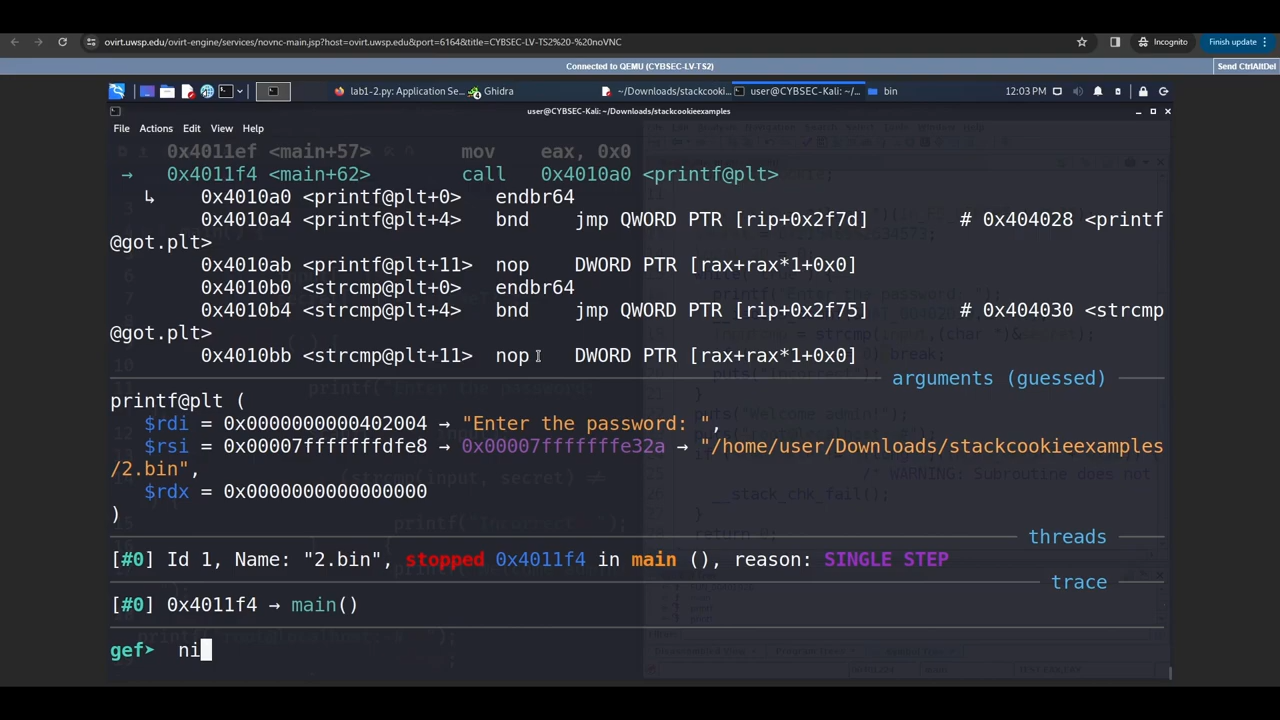 ovirt.uwsp.edu/ovirt-engine/services/novnc-main.jsp?host=ovirt.uwsp.edu&port=6164&title=CYBSEC-LV-TS2%20-%20noVNC
Incognito
Finish update
Connected to QEMU (CYBSEC-LV-TS2)
Send CtrlAltDel
lab1-2.py: Application Se...
Ghidra
~/Downloads/stackcooki...
user@CYBSEC-Kali: ~/...
bin
12:03 PM
user@CYBSEC-Kali: ~/Downloads/stackcookieexamples
File Actions Edit View Help
0x4011ef <main+57> mov eax, 0x0
→ 0x4011f4 <main+62> call 0x4010a0 <printf@plt>
↳ 0x4010a0 <printf@plt+0> endbr64
0x4010a4 <printf@plt+4> bnd jmp QWORD PTR [rip+0x2f7d] # 0x404028 <printf
@got.plt>
0x4010ab <printf@plt+11> nop DWORD PTR [rax+rax*1+0x0]
0x4010b0 <strcmp@plt+0> endbr64
0x4010b4 <strcmp@plt+4> bnd jmp QWORD PTR [rip+0x2f75] # 0x404030 <strcmp
@got.plt>
0x4010bb <strcmp@plt+11> nop DWORD PTR [rax+rax*1+0x0]
arguments (guessed)
printf@plt (
$rdi = 0x0000000000402004 → "Enter the password: ",
$rsi = 0x00007fffffffdfe8 → 0x00007fffffffe32a → "/home/user/Downloads/stackcookieexamples
/2.bin",
$rdx = 0x0000000000000000
)
threads
[#0] Id 1, Name: "2.bin", stopped 0x4011f4 in main (), reason: SINGLE STEP
trace
[#0] 0x4011f4 → main()
gef➤ ni